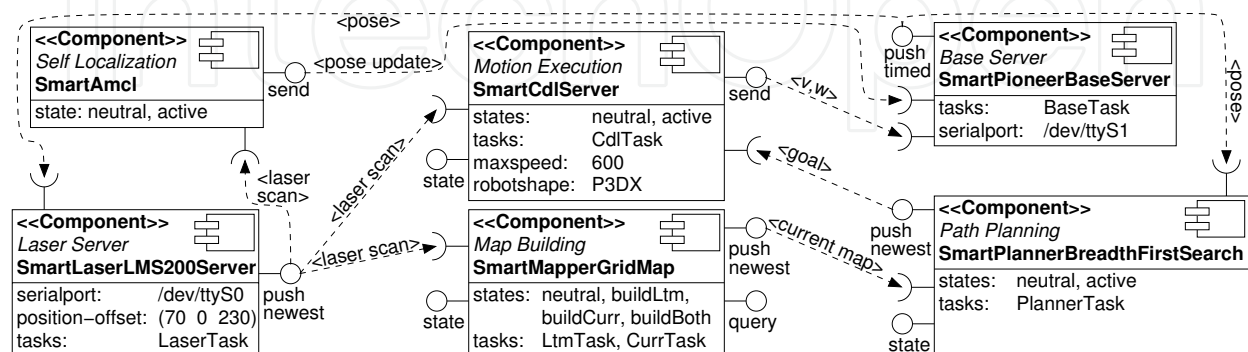 <pose>
<<Component>>
Self Localization
SmartAmcl
state: neutral, active
send
<pose update>
<<Component>>
Motion Execution
SmartCdlServer
states: neutral, active
tasks: CdlTask
maxspeed: 600
robotshape: P3DX
state
send
<v,w>
<goal>
push
timed
<<Component>>
Base Server
SmartPioneerBaseServer
tasks: BaseTask
serialport: /dev/ttyS1
<pose>
<laser
scan>
<laser scan>
<laser scan>
<<Component>>
Laser Server
SmartLaserLMS200Server
serialport: /dev/ttyS0
position-offset: (70 0 230)
tasks: LaserTask
push
newest
<<Component>>
Map Building
SmartMapperGridMap
states: neutral, buildLtm,
buildCurr, buildBoth
tasks: LtmTask, CurrTask
state
push
newest
query
<current map>
push
newest
<<Component>>
Path Planning
SmartPlannerBreadthFirstSearch
states: neutral, active
tasks: PlannerTask
state